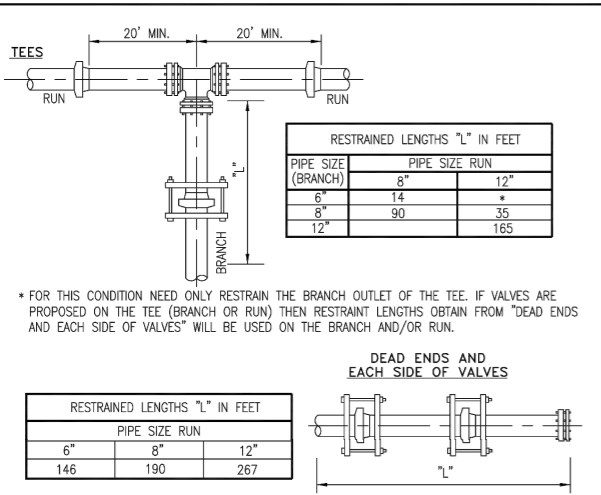 20' MIN. 20' MIN.
TEES
RUN RUN
"L"
BRANCH
RESTRAINED LENGTHS "L" IN FEET
PIPE SIZE (BRANCH) PIPE SIZE RUN
8" 12"
6" 14 *
8" 90 35
12" 165
* FOR THIS CONDITION NEED ONLY RESTRAIN THE BRANCH OUTLET OF THE TEE. IF VALVES ARE
PROPOSED ON THE TEE (BRANCH OR RUN) THEN RESTRAINT LENGTHS OBTAIN FROM "DEAD ENDS
AND EACH SIDE OF VALVES" WILL BE USED ON THE BRANCH AND/OR RUN.
DEAD ENDS AND
EACH SIDE OF VALVES
RESTRAINED LENGTHS "L" IN FEET
PIPE SIZE RUN
6" 8" 12"
146 190 267
"L"